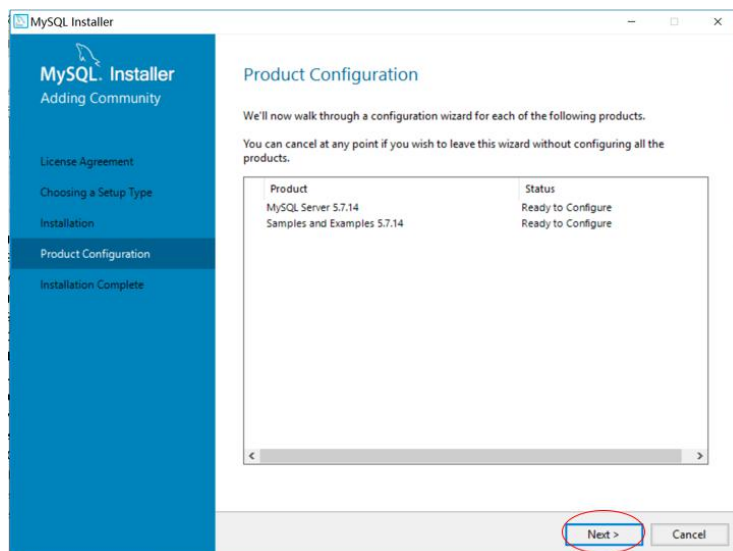 MySQL Installer
MySQL. Installer
Adding Community
License Agreement
Choosing a Setup Type
Installation
Product Configuration
Installation Complete
Product Configuration
We'll now walk through a configuration wizard for each of the following products.
You can cancel at any point if you wish to leave this wizard without configuring all the
products.
Product Status
MySQL Server 5.7.14 Ready to Configure
Samples and Examples 5.7.14 Ready to Configure
Next > Cancel